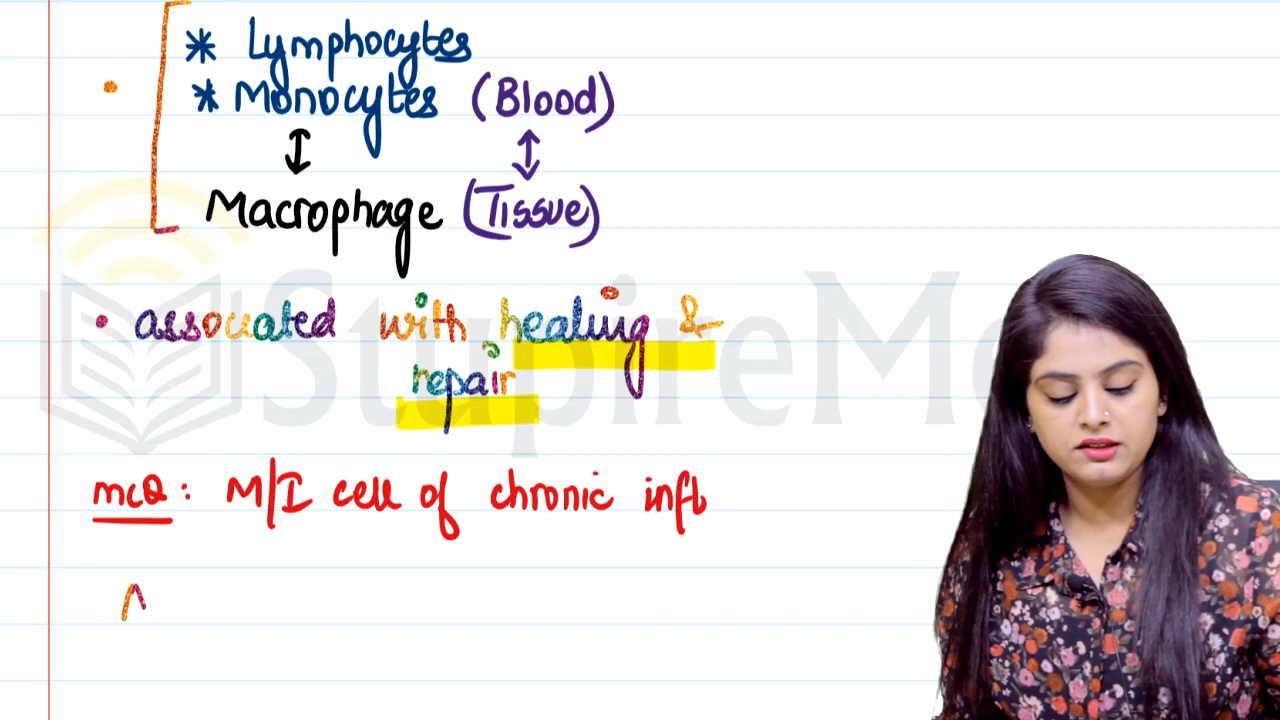 * Lymphocytes
* Monocytes (Blood)
Macrophage (Tissue)
• associated with healing &
repair
MCQ: M/I cell of chronic infl